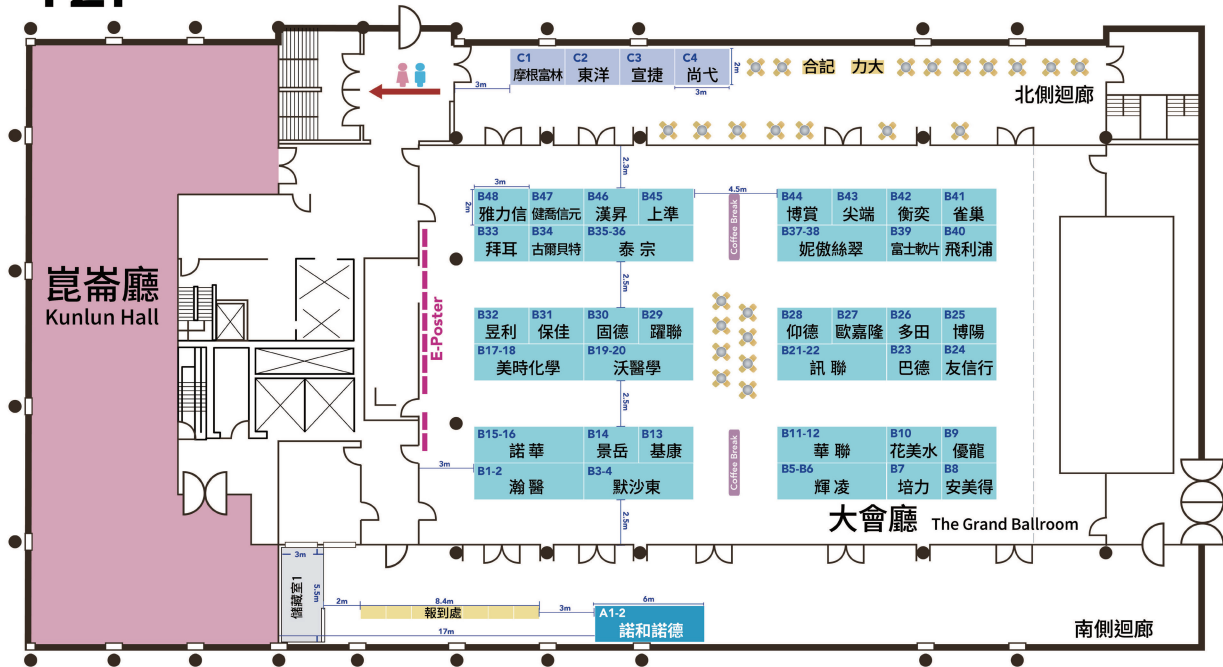 C1
摩根富林
C2
東洋
C3
宣捷
C4
尚弋
2m
3m
3m
合記
力大
北側迴廊
2.3m
3m
2m
4.5m
B48
雅力信
B47
健喬信元
B46
漢昇
B45
上準
B33
拜耳
B34
古爾貝特
B35-36
泰宗
Coffee Break
B44
博賞
B43
尖端
B42
衡奕
B41
雀巢
B37-38
妮傲絲翠
B39
富士軟片
B40
飛利浦
崑崙廳
Kunlun Hall
E-Poster
2.5m
B32
昱利
B31
保佳
B30
固德
B29
躍聯
B17-18
美時化學
B19-20
沃醫學
B28
仰德
B27
歐嘉隆
B26
多田
B25
博陽
B21-22
訊聯
B23
巴德
B24
友信行
2.5m
B15-16
諾華
B14
景岳
B13
基康
B1-2
瀚醫
B3-4
默沙東
3m
Coffee Break
B11-12
華聯
B10
花美水
B9
優龍
B5-B6
輝凌
B7
培力
B8
安美得
2.5m
大會廳 The Grand Ballroom
3m
5.5m
儲藏室1
2m
8.4m
報到處
3m
17m
6m
A1-2
諾和諾德
南側迴廊